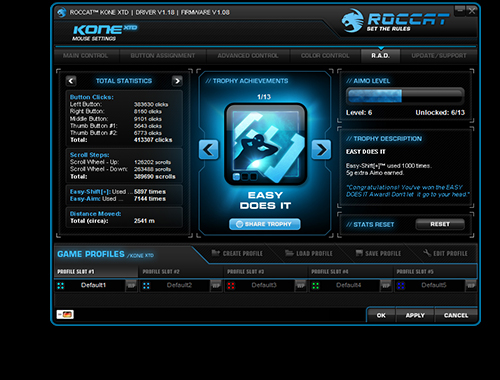 ROCCAT™ KONE XTD | DRIVER V1.18 | FIRMWARE V1.08
KONE XTD
MOUSE SETTINGS
ROCCAT
SET THE RULES
MAIN CONTROL
BUTTON ASSIGNMENT
ADVANCED CONTROL
COLOR CONTROL
R.A.D.
UPDATE/SUPPORT
TOTAL STATISTICS
Button Clicks:
Left Button: 383630 clicks
Right Button: 8160 clicks
Middle Button: 9101 clicks
Thumb Button #1: 5643 clicks
Thumb Button #2: 6773 clicks
Total: 413307 clicks
Scroll Steps:
Scroll Wheel - Up: 126202 scrolls
Scroll Wheel - Down: 263488 scrolls
Total: 389690 scrolls
Easy-Shift[+]: Used ... 5897 times
Easy-Aim: Used ... 7144 times
Distance Moved:
Total (circa): 2541 m
// TROPHY ACHIEVEMENTS
1/13
EASY
DOES IT
SHARE TROPHY
// AIMO LEVEL
Level: 6 Unlocked: 6/13
// TROPHY DESCRIPTION
EASY DOES IT
Easy-Shift[+]™ used 1000 times.
5g extra Aimo earned.
"Congratulations! You've won the EASY
DOES IT Award! Don't let it go to your head."
// STATS RESET
RESET
GAME PROFILES / KONE XTD
CREATE PROFILE
LOAD PROFILE
SAVE PROFILE
EDIT PROFILE
PROFILE SLOT #1
PROFILE SLOT #2
PROFILE SLOT #3
PROFILE SLOT #4
PROFILE SLOT #5
Default1
Default2
Default3
Default4
Default5
OK
APPLY
CANCEL